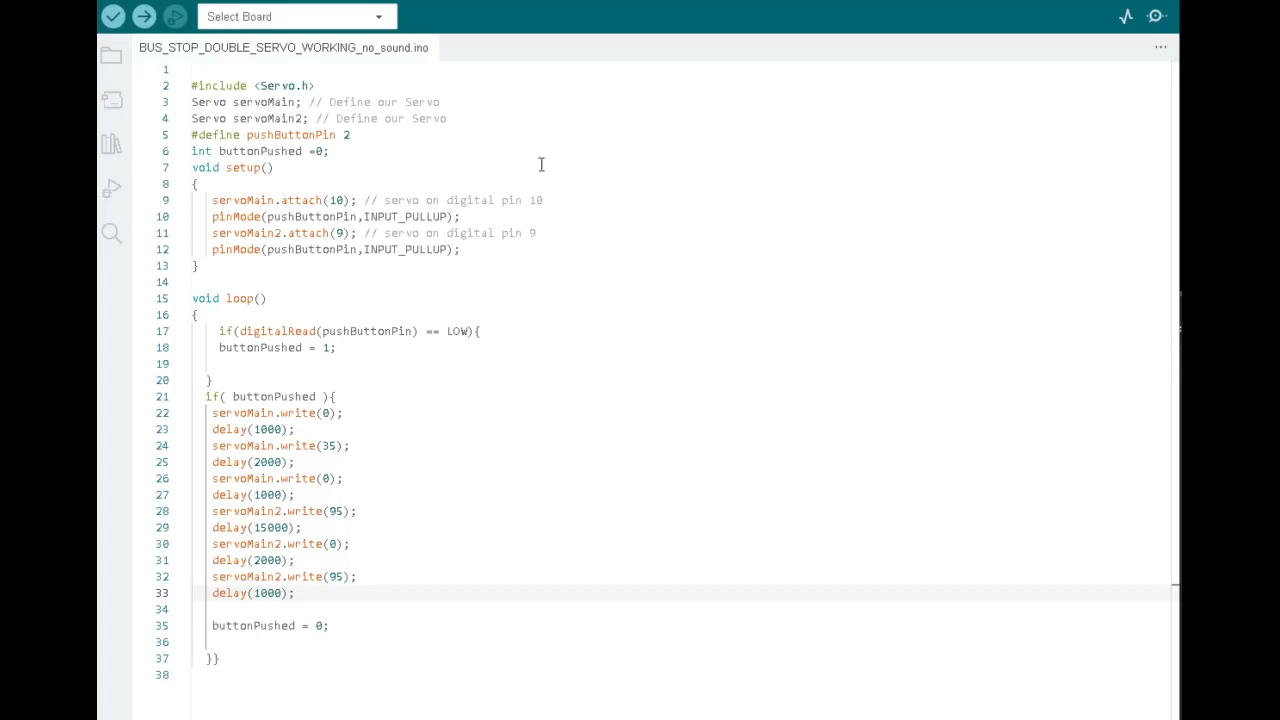 Select Board
BUS_STOP_DOUBLE_SERVO_WORKING_no_sound.ino
1
2 #include <Servo.h>
3 Servo servoMain; // Define our Servo
4 Servo servoMain2; // Define our Servo
5 #define pushButtonPin 2
6 int buttonPushed =0;
7 void setup()
8 {
9 servoMain.attach(10); // servo on digital pin 10
10 pinMode(pushButtonPin,INPUT_PULLUP);
11 servoMain2.attach(9); // servo on digital pin 9
12 pinMode(pushButtonPin,INPUT_PULLUP);
13 }
14
15 void loop()
16 {
17 if(digitalRead(pushButtonPin) == LOW){
18 buttonPushed = 1;
19
20 }
21 if( buttonPushed ){
22 servoMain.write(0);
23 delay(1000);
24 servoMain.write(35);
25 delay(2000);
26 servoMain.write(0);
27 delay(1000);
28 servoMain2.write(95);
29 delay(15000);
30 servoMain2.write(0);
31 delay(2000);
32 servoMain2.write(95);
33 delay(1000);
34
35 buttonPushed = 0;
36
37 }}
38